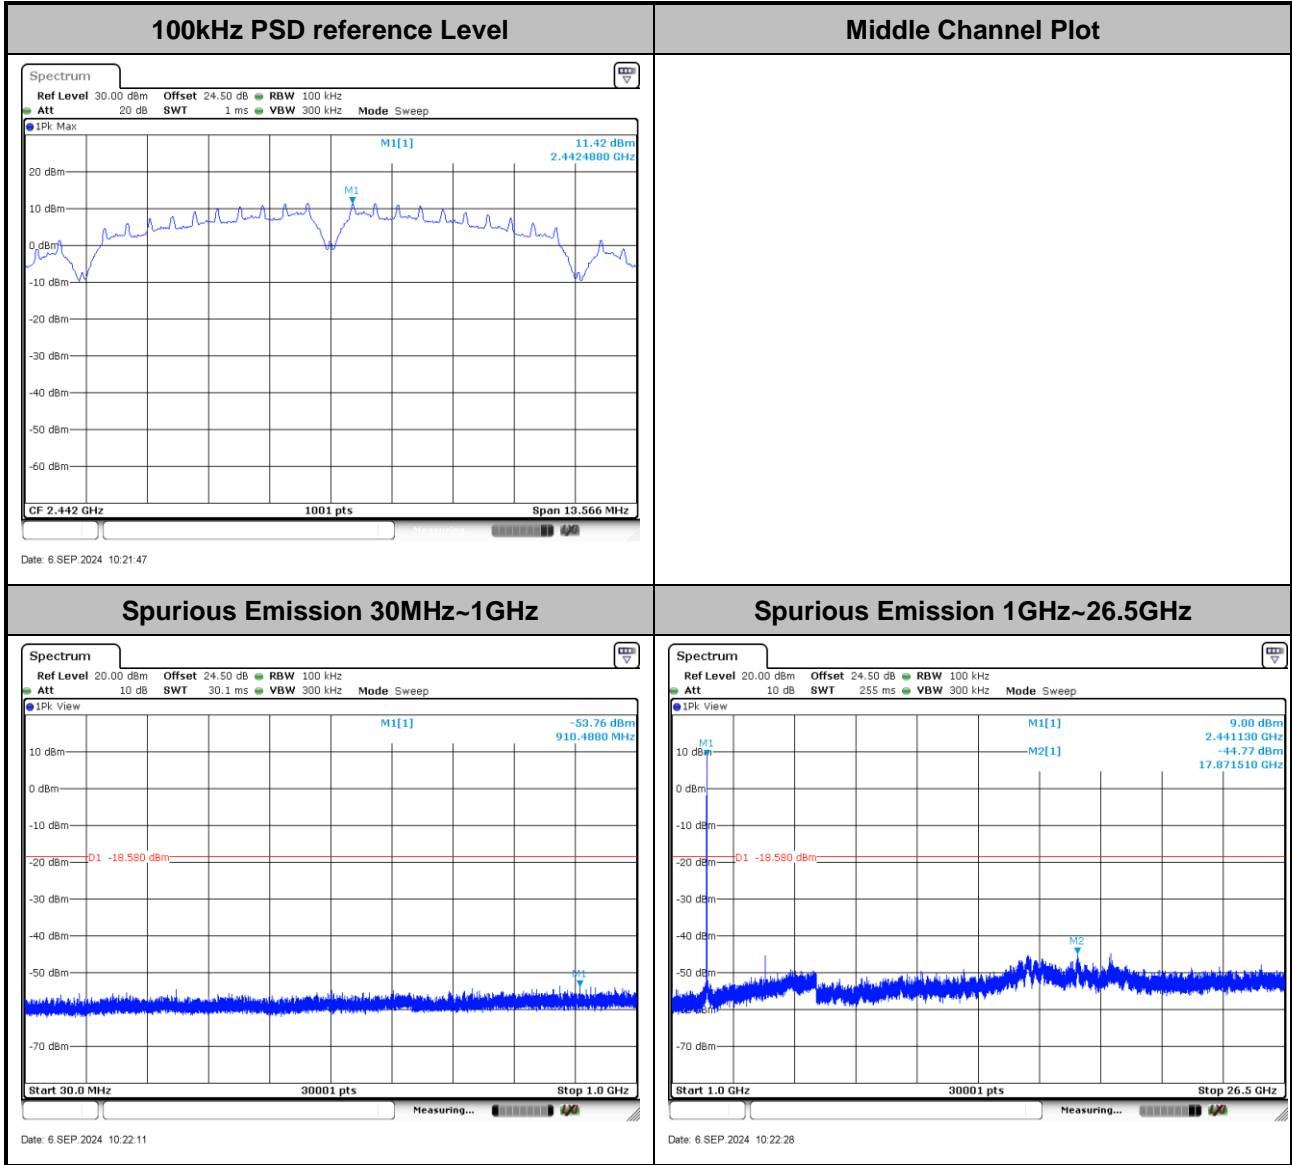 100kHz PSD reference Level
Middle Channel Plot
Spectrum
Ref Level 30.00 dBm Offset 24.50 dB RBW 100 kHz
Att 20 dB SWT 1 ms VBW 300 kHz Mode Sweep
1Pk Max
M1[1] 11.42 dBm
2.4424880 GHz
20 dBm
M1
10 dBm
0 dBm
-10 dBm
-20 dBm
-30 dBm
-40 dBm
-50 dBm
-60 dBm
CF 2.442 GHz 1001 pts Span 13.566 MHz
Measuring...
Date: 6.SEP.2024 10:21:47
Spurious Emission 30MHz~1GHz
Spurious Emission 1GHz~26.5GHz
Spectrum
Ref Level 20.00 dBm Offset 24.50 dB RBW 100 kHz
Att 10 dB SWT 30.1 ms VBW 300 kHz Mode Sweep
1Pk View
M1[1] -53.76 dBm
910.4880 MHz
10 dBm
0 dBm
-10 dBm
D1 -18.580 dBm
-20 dBm
-30 dBm
-40 dBm
-50 dBm
M1
-70 dBm
Start 30.0 MHz 30001 pts Stop 1.0 GHz
Measuring...
Date: 6.SEP.2024 10:22:11
Spectrum
Ref Level 20.00 dBm Offset 24.50 dB RBW 100 kHz
Att 10 dB SWT 255 ms VBW 300 kHz Mode Sweep
1Pk View
M1[1] 9.00 dBm
2.441130 GHz
M1
10 dBm
M2[1] -44.77 dBm
17.871510 GHz
0 dBm
-10 dBm
D1 -18.580 dBm
-20 dBm
-30 dBm
-40 dBm
M2
-50 dBm
-70 dBm
Start 1.0 GHz 30001 pts Stop 26.5 GHz
Measuring...
Date: 6.SEP.2024 10:22:28